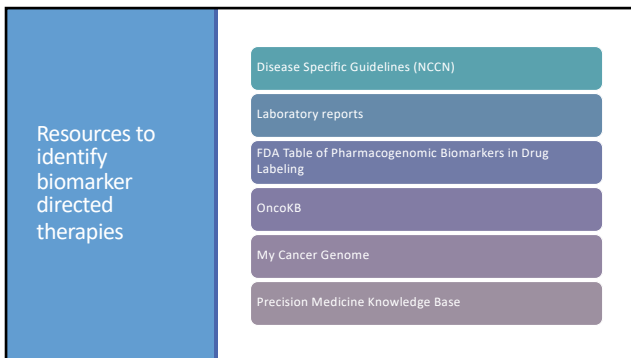 Resources to
identify
biomarker
directed
therapies
Disease Specific Guidelines (NCCN)
Laboratory reports
FDA Table of Pharmacogenomic Biomarkers in Drug
Labeling
OncoKB
My Cancer Genome
Precision Medicine Knowledge Base